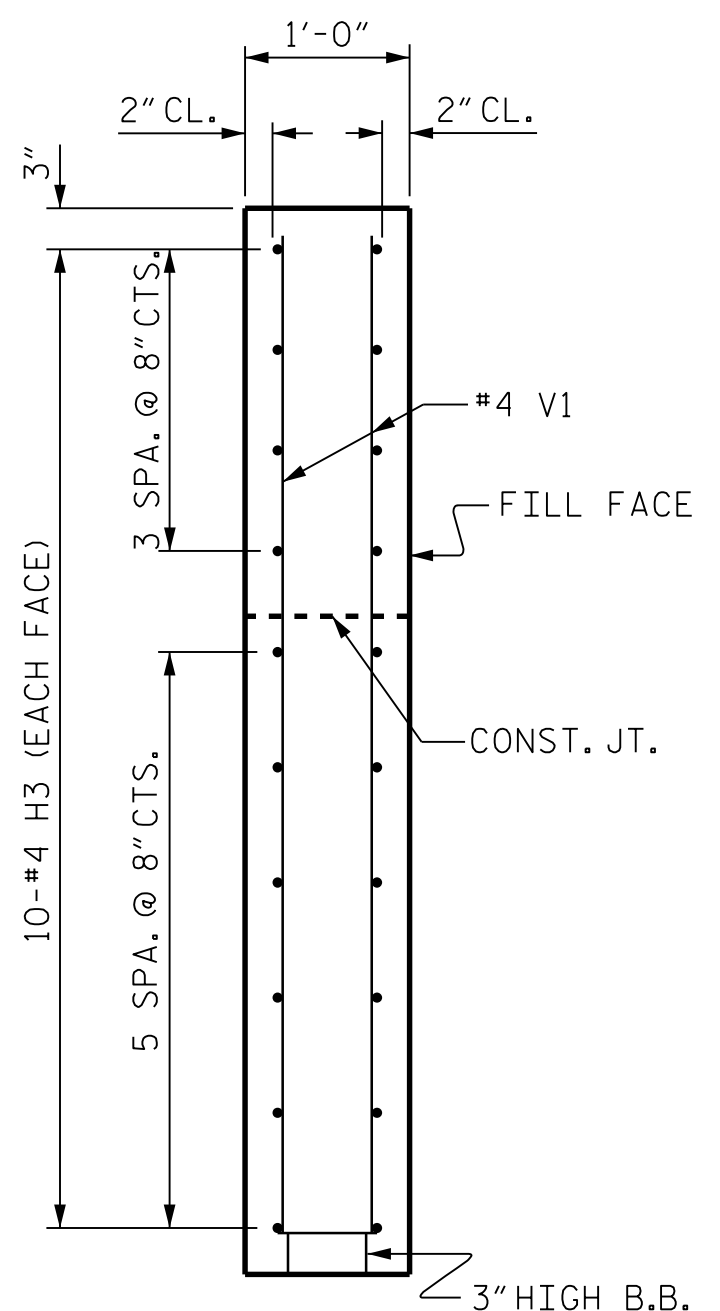 1'-0"
2" CL.
2" CL.
3"
3 SPA. @ 8" CTS.
#4 V1
FILL FACE
10-#4 H3 (EACH FACE)
CONST. JT.
5 SPA. @ 8" CTS.
3" HIGH B.B.